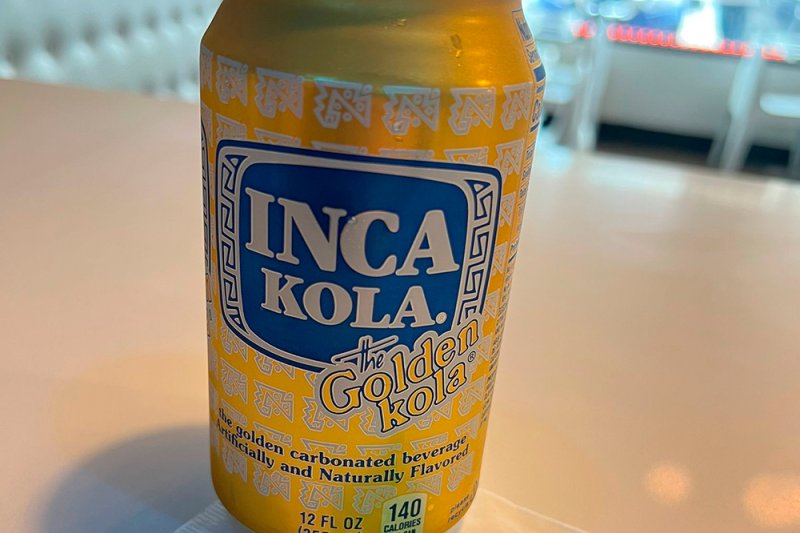 INCA
KOLA.
the
Golden
kola®
the golden carbonated beverage
Artificially and Naturally Flavored
12 FL OZ
140
CALORIES